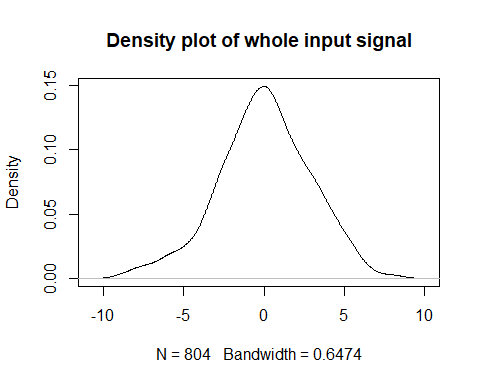 Density plot of whole input signal
Density
0.15
0.10
0.05
0.00
-10 -5 0 5 10
N = 804 Bandwidth = 0.6474